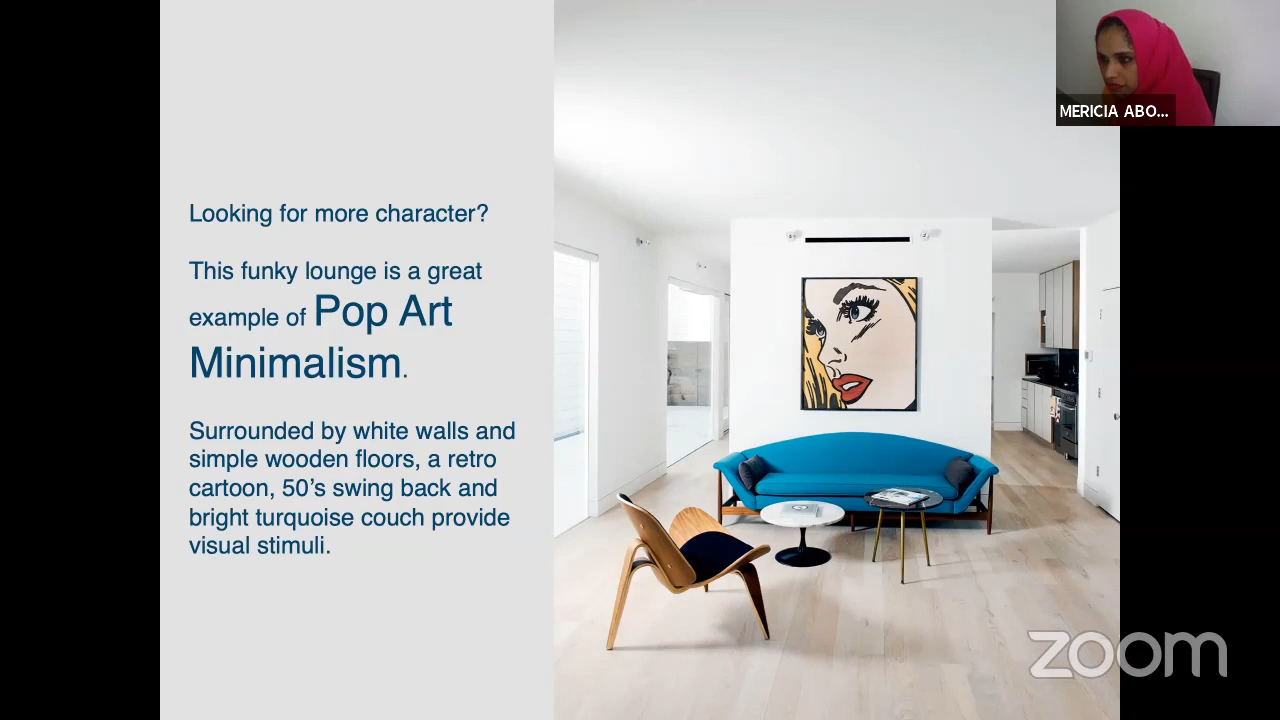 Looking for more character?
This funky lounge is a great
example of Pop Art
Minimalism.
Surrounded by white walls and
simple wooden floors, a retro
cartoon, 50’s swing back and
bright turquoise couch provide
visual stimuli.
MERICIA ABO...
zoom